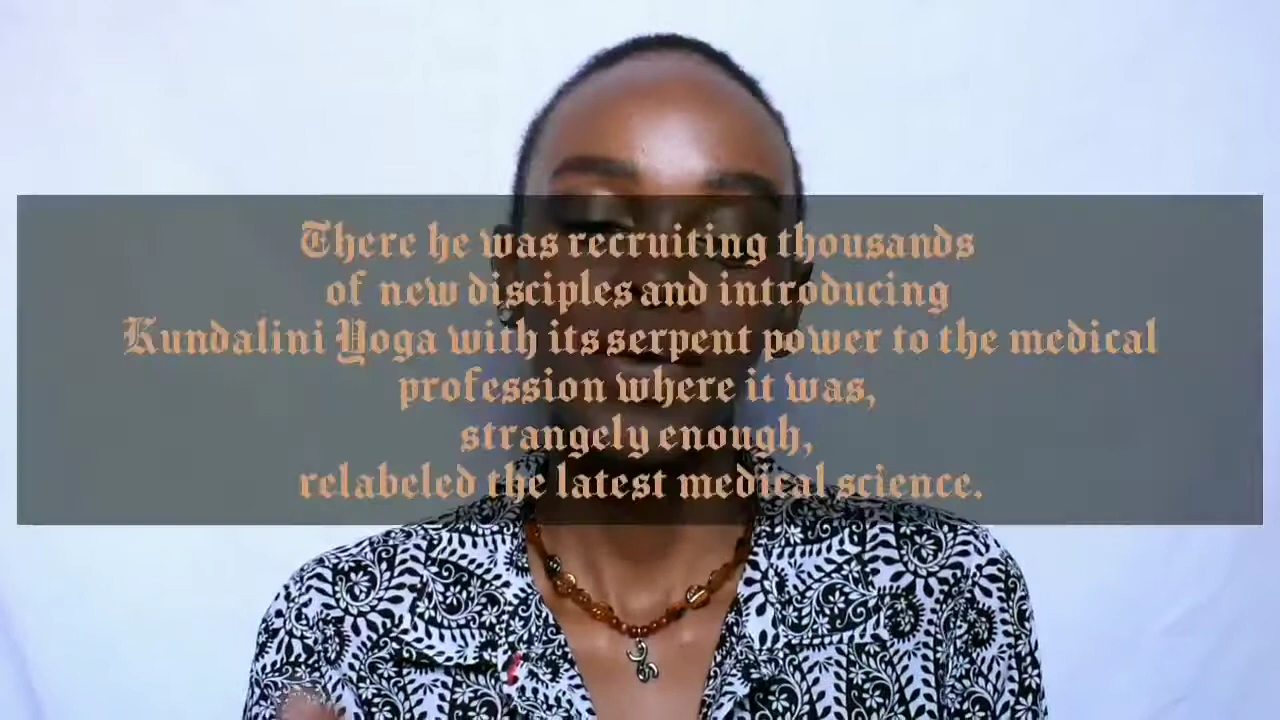 There he was recruiting thousands
of new disciples and introducing
Kundalini Yoga with its serpent power to the medical
profession where it was,
strangely enough,
relabeled the latest medical science.